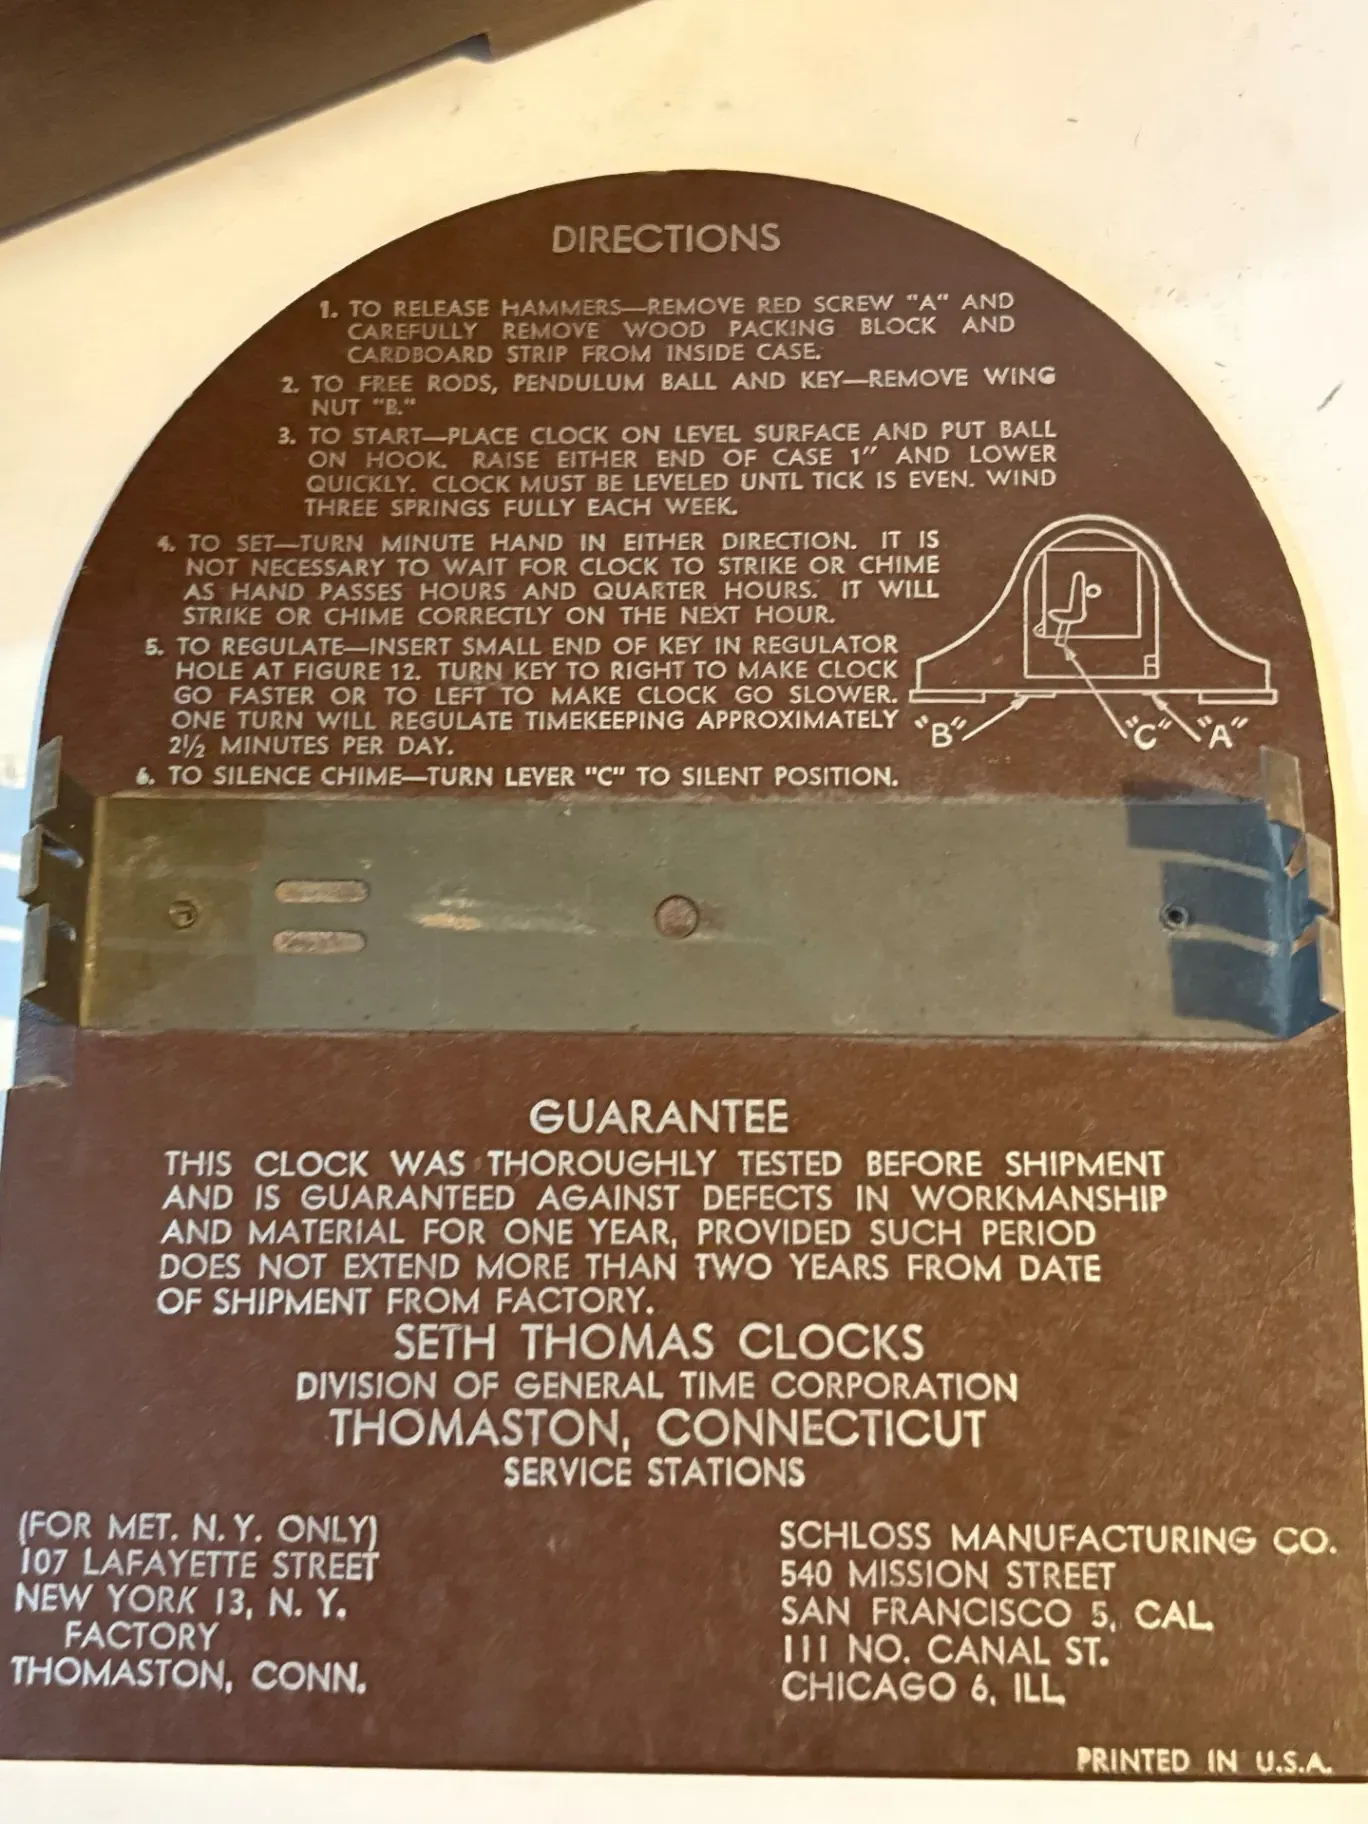 DIRECTIONS
1. TO RELEASE HAMMERS—REMOVE RED SCREW "A" AND
CAREFULLY REMOVE WOOD PACKING BLOCK AND
CARDBOARD STRIP FROM INSIDE CASE.
2. TO FREE RODS, PENDULUM BALL AND KEY—REMOVE WING
NUT "B."
3. TO START—PLACE CLOCK ON LEVEL SURFACE AND PUT BALL
ON HOOK. RAISE EITHER END OF CASE 1" AND LOWER
QUICKLY. CLOCK MUST BE LEVELED UNTL TICK IS EVEN. WIND
THREE SPRINGS FULLY EACH WEEK.
4. TO SET—TURN MINUTE HAND IN EITHER DIRECTION. IT IS
NOT NECESSARY TO WAIT FOR CLOCK TO STRIKE OR CHIME
AS HAND PASSES HOURS AND QUARTER HOURS. IT WILL
STRIKE OR CHIME CORRECTLY ON THE NEXT HOUR.
5. TO REGULATE—INSERT SMALL END OF KEY IN REGULATOR
HOLE AT FIGURE 12. TURN KEY TO RIGHT TO MAKE CLOCK
GO FASTER OR TO LEFT TO MAKE CLOCK GO SLOWER.
ONE TURN WILL REGULATE TIMEKEEPING APPROXIMATELY
2½ MINUTES PER DAY.
6. TO SILENCE CHIME—TURN LEVER "C" TO SILENT POSITION.
"B" "C" "A"
GUARANTEE
THIS CLOCK WAS THOROUGHLY TESTED BEFORE SHIPMENT
AND IS GUARANTEED AGAINST DEFECTS IN WORKMANSHIP
AND MATERIAL FOR ONE YEAR, PROVIDED SUCH PERIOD
DOES NOT EXTEND MORE THAN TWO YEARS FROM DATE
OF SHIPMENT FROM FACTORY.
SETH THOMAS CLOCKS
DIVISION OF GENERAL TIME CORPORATION
THOMASTON, CONNECTICUT
SERVICE STATIONS
(FOR MET. N. Y. ONLY)
107 LAFAYETTE STREET
NEW YORK 13, N. Y.
FACTORY
THOMASTON, CONN.
SCHLOSS MANUFACTURING CO.
540 MISSION STREET
SAN FRANCISCO 5, CAL.
111 NO. CANAL ST.
CHICAGO 6, ILL.
PRINTED IN U.S.A.